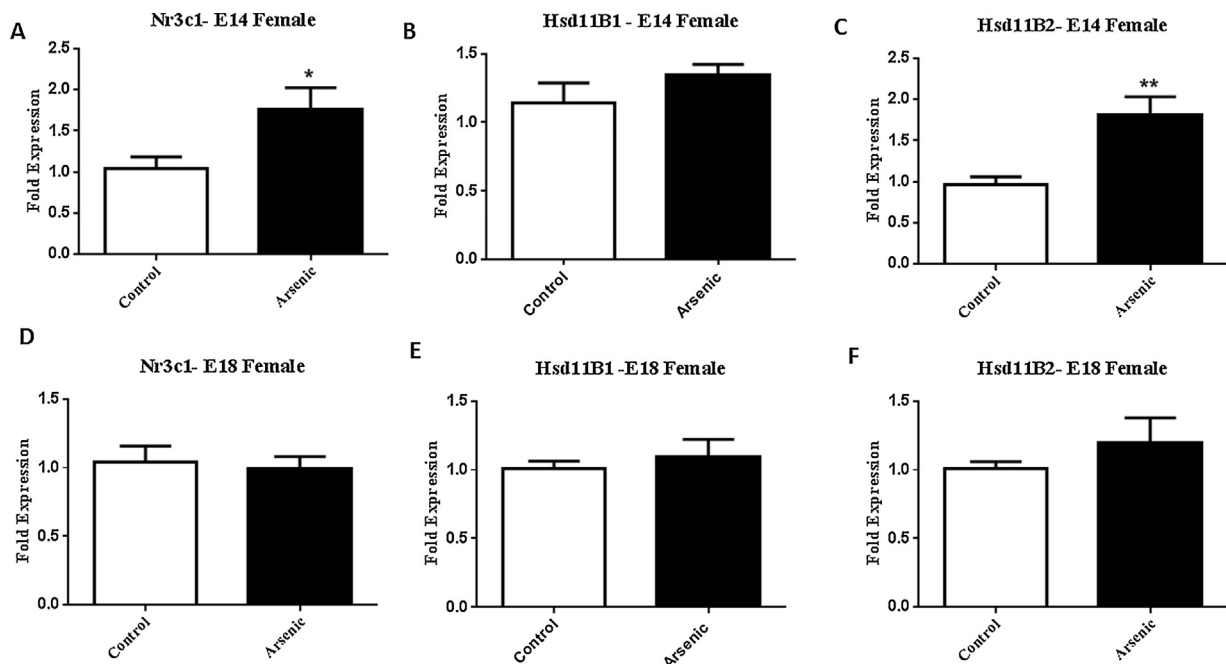 A
Nr3c1- E14 Female
Fold Expression
2.5
2.0
1.5
1.0
0.5
0.0
Control
Arsenic
*
B
Hsd11B1 - E14 Female
Fold Expression
1.5
1.0
0.5
0.0
Control
Arsenic
C
Hsd11B2- E14 Female
Fold Expression
2.5
2.0
1.5
1.0
0.5
0.0
Control
Arsenic
**
D
Nr3c1- E18 Female
Fold Expression
1.5
1.0
0.5
0.0
Control
Arsenic
E
Hsd11B1 -E18 Female
Fold Expression
1.5
1.0
0.5
0.0
Control
Arsenic
F
Hsd11B2- E18 Female
Fold Expression
1.5
1.0
0.5
0.0
Control
Arsenic